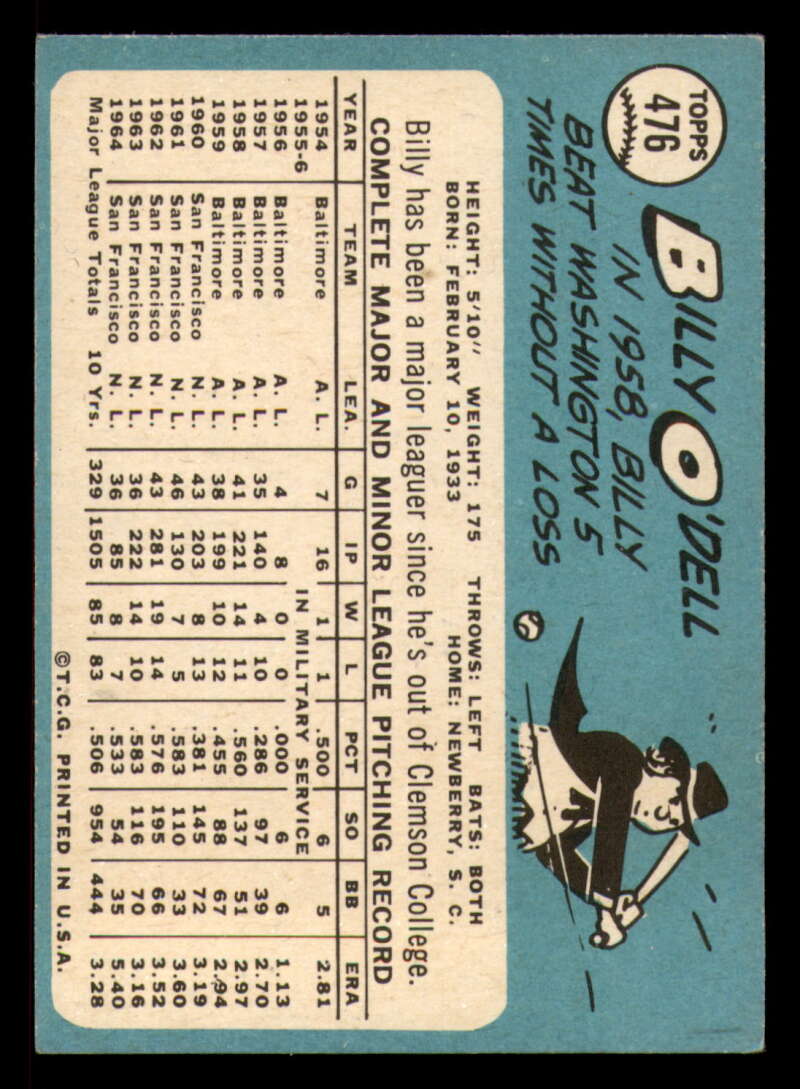 TOPPS
476
BILLY O'DELL
IN 1958, BILLY
BEAT WASHINGTON 5
TIMES WITHOUT A LOSS
HEIGHT: 5'10" WEIGHT: 175 THROWS: LEFT BATS: BOTH
BORN: FEBRUARY 10, 1933 HOME: NEWBERRY, S. C.
Billy has been a major leaguer since he's out of Clemson College.
COMPLETE MAJOR AND MINOR LEAGUE PITCHING RECORD
YEAR TEAM LEA. G IP W L PCT SO BB ERA
1954 Baltimore A. L. 7 16 1 1 .500 6 5 2.81
1955-6 IN MILITARY SERVICE
1956 Baltimore A. L. 4 8 0 0 .000 6 6 1.13
1957 Baltimore A. L. 35 140 4 10 .286 97 39 2.70
1958 Baltimore A. L. 41 221 14 11 .560 137 51 2.97
1959 Baltimore A. L. 38 199 10 12 .455 88 67 2.94
1960 San Francisco N. L. 43 203 8 13 .381 145 72 3.19
1961 San Francisco N. L. 46 130 7 5 .583 110 33 3.60
1962 San Francisco N. L. 43 281 19 14 .576 195 66 3.52
1963 San Francisco N. L. 36 222 14 10 .583 116 70 3.16
1964 San Francisco N. L. 36 85 8 7 .533 54 35 5.40
Major League Totals 10 Yrs. 329 1505 85 83 .506 954 444 3.28
©T.C.G. PRINTED IN U.S.A.